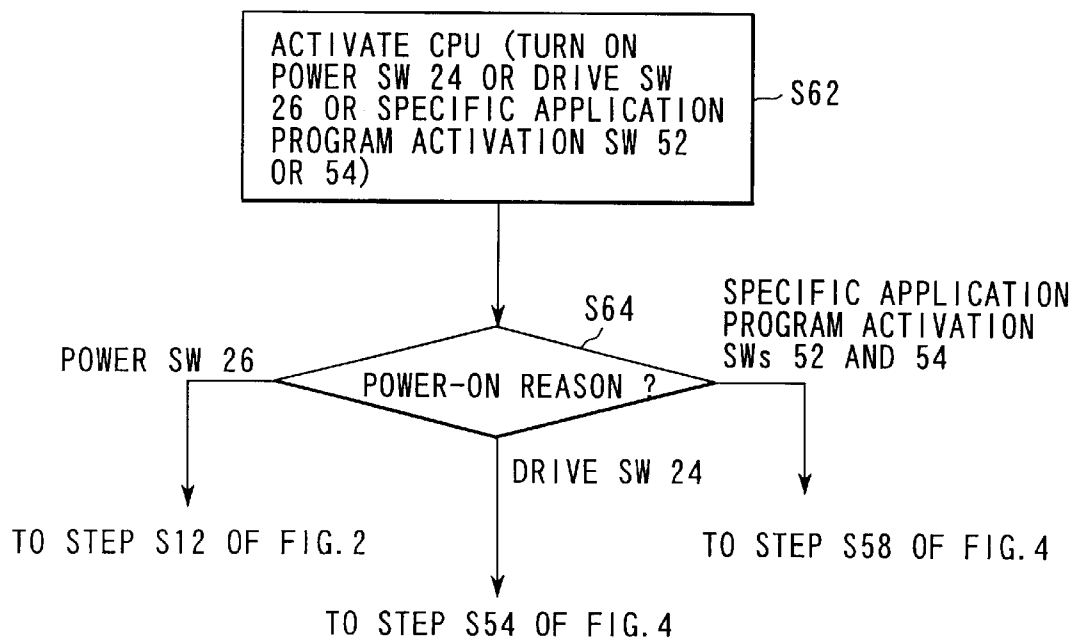 ACTIVATE CPU (TURN ON
POWER SW 24 OR DRIVE SW
26 OR SPECIFIC APPLICATION
PROGRAM ACTIVATION SW 52
OR 54)
S62
S64
SPECIFIC APPLICATION
PROGRAM ACTIVATION
SWs 52 AND 54
POWER SW 26
POWER-ON REASON ?
DRIVE SW 24
TO STEP S12 OF FIG.2
TO STEP S58 OF FIG.4
TO STEP S54 OF FIG.4